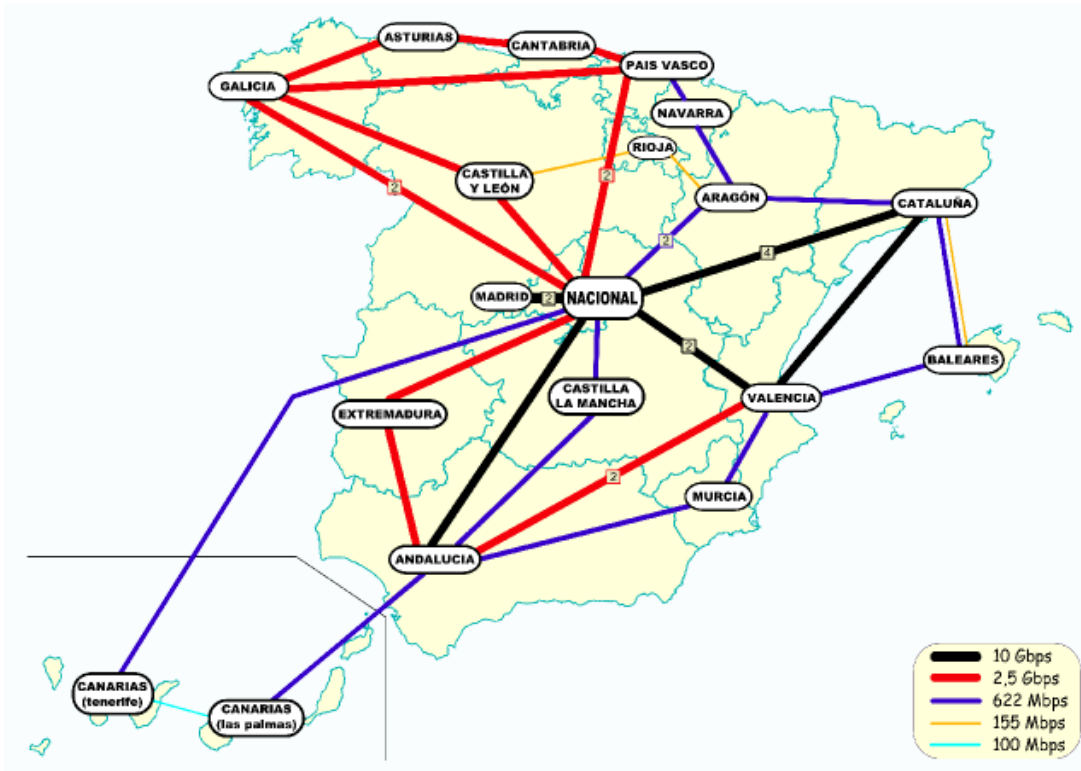 ASTURIAS
CANTABRIA
PAIS VASCO
GALICIA
NAVARRA
RIOJA
CASTILLA
Y LEÓN
2
2
ARAGÓN
CATALUÑA
2
4
MADRID
2
NACIONAL
2
BALEARES
CASTILLA
LA MANCHA
VALENCIA
EXTREMADURA
2
MURCIA
ANDALUCIA
CANARIAS
(tenerife)
CANARIAS
(las palmas)
10 Gbps
2,5 Gbps
622 Mbps
155 Mbps
100 Mbps